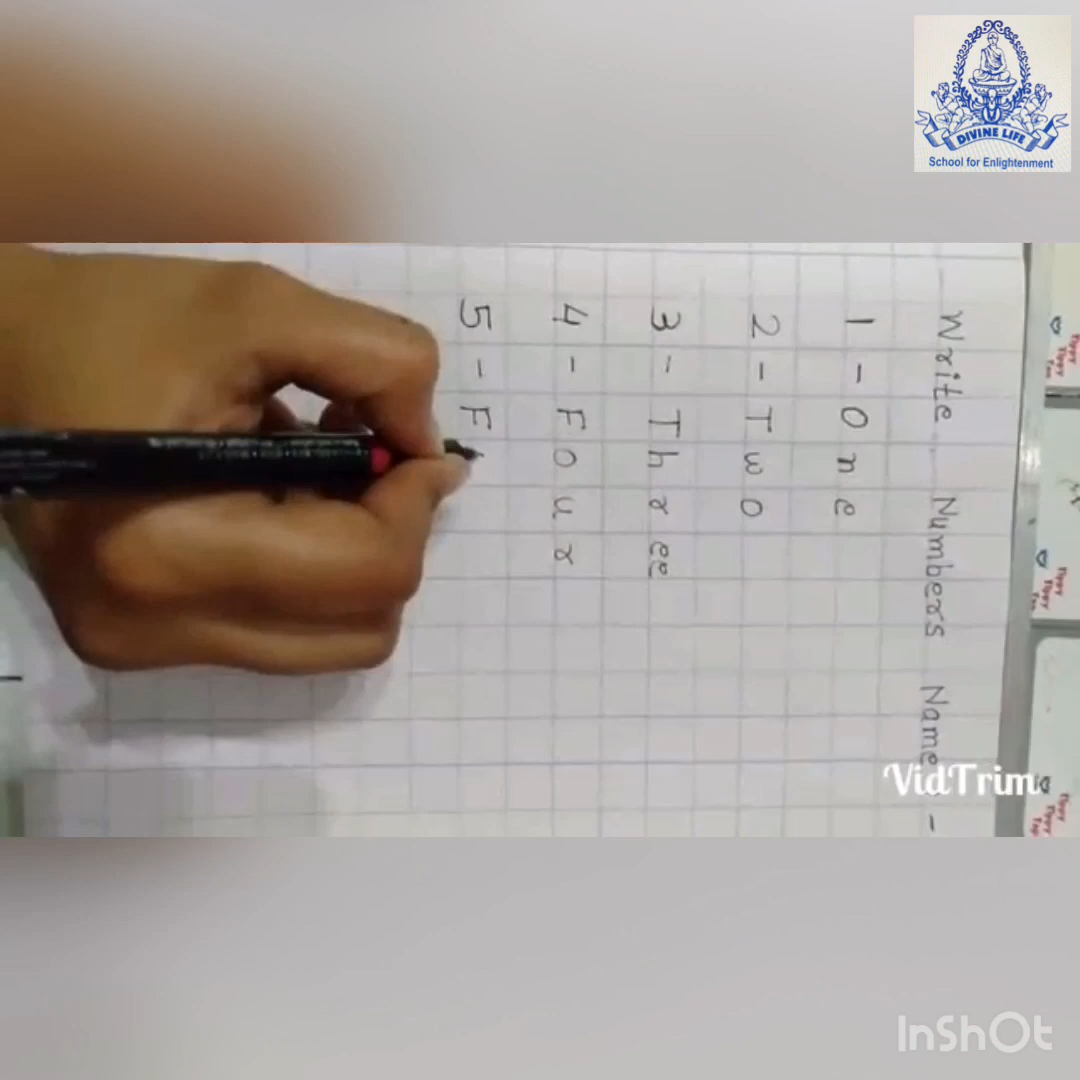 DIVINE LIFE
School for Enlightenment
Write Numbers Name -
1 - One
2 - Two
3 - Three
4 - Four
5 - F
VidTrim
InShOt